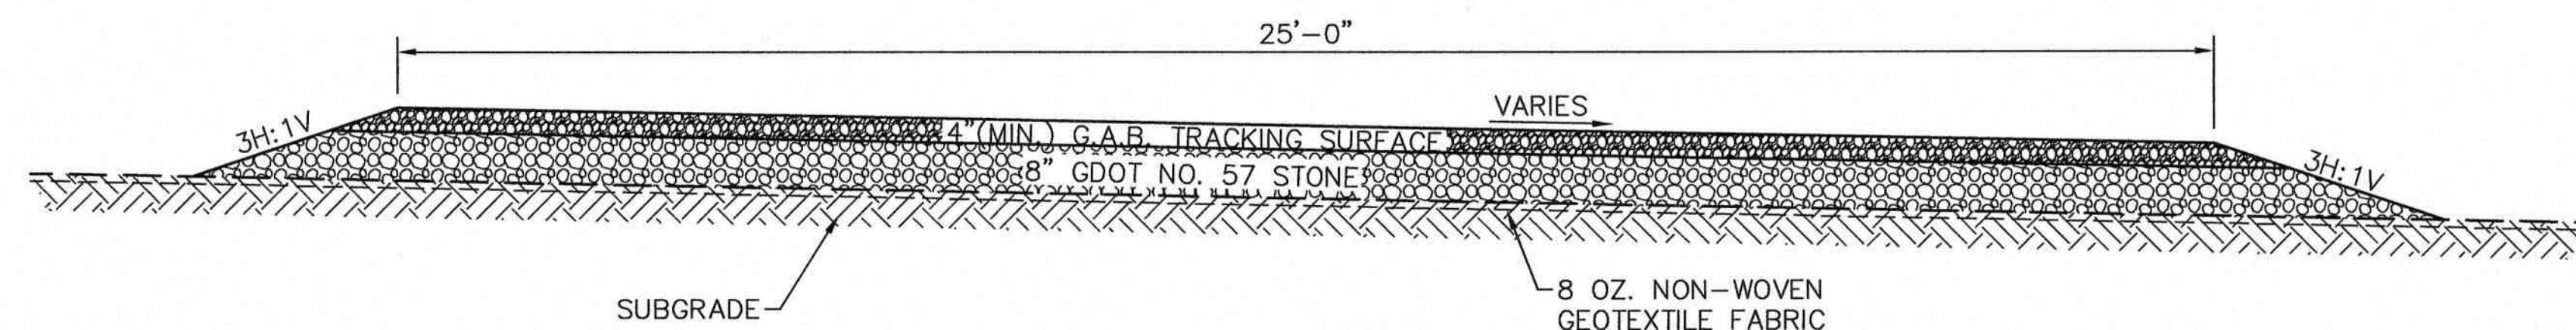 25'-0"
VARIES
3H:1V
4"(MIN.) G.A.B. TRACKING SURFACE
8" GDOT NO. 57 STONE
3H:1V
SUBGRADE
8 OZ. NON-WOVEN
GEOTEXTILE FABRIC